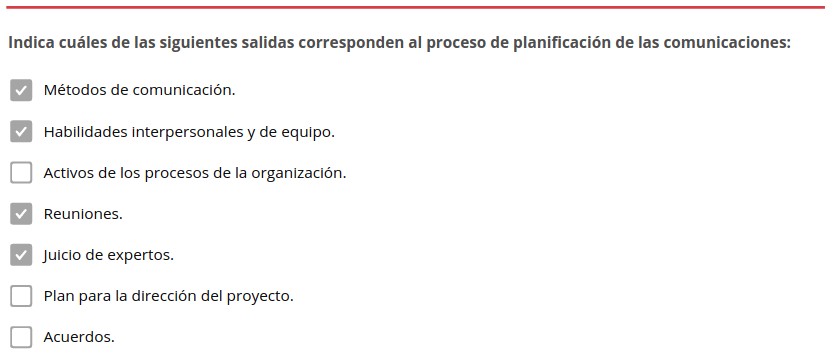 Indica cuáles de las siguientes salidas corresponden al proceso de planificación de las comunicaciones:
Métodos de comunicación.
Habilidades interpersonales y de equipo.
Activos de los procesos de la organización.
Reuniones.
Juicio de expertos.
Plan para la dirección del proyecto.
Acuerdos.